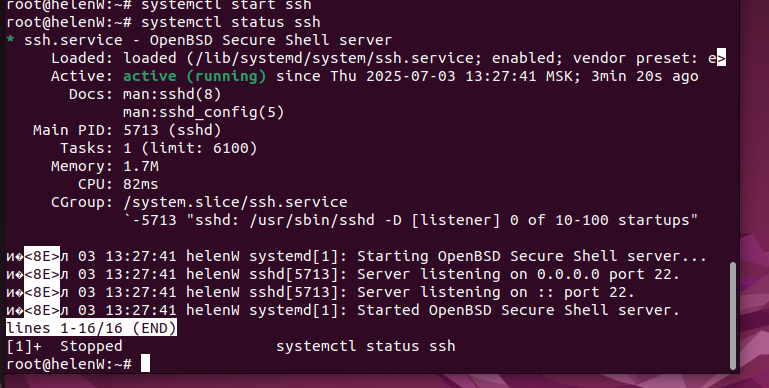 root@helenW:~# systemctl start ssh
root@helenW:~# systemctl status ssh
* ssh.service - OpenBSD Secure Shell server
     Loaded: loaded (/lib/systemd/system/ssh.service; enabled; vendor preset: e>
     Active: active (running) since Thu 2025-07-03 13:27:41 MSK; 3min 20s ago
       Docs: man:sshd(8)
             man:sshd_config(5)
   Main PID: 5713 (sshd)
      Tasks: 1 (limit: 6100)
     Memory: 1.7M
        CPU: 82ms
     CGroup: /system.slice/ssh.service
             `-5713 "sshd: /usr/sbin/sshd -D [listener] 0 of 10-100 startups"
и�<8E>л 03 13:27:41 helenW systemd[1]: Starting OpenBSD Secure Shell server...
и�<8E>л 03 13:27:41 helenW sshd[5713]: Server listening on 0.0.0.0 port 22.
и�<8E>л 03 13:27:41 helenW sshd[5713]: Server listening on :: port 22.
и�<8E>л 03 13:27:41 helenW systemd[1]: Started OpenBSD Secure Shell server.
lines 1-16/16 (END)
[1]+  Stopped                 systemctl status ssh
root@helenW:~#